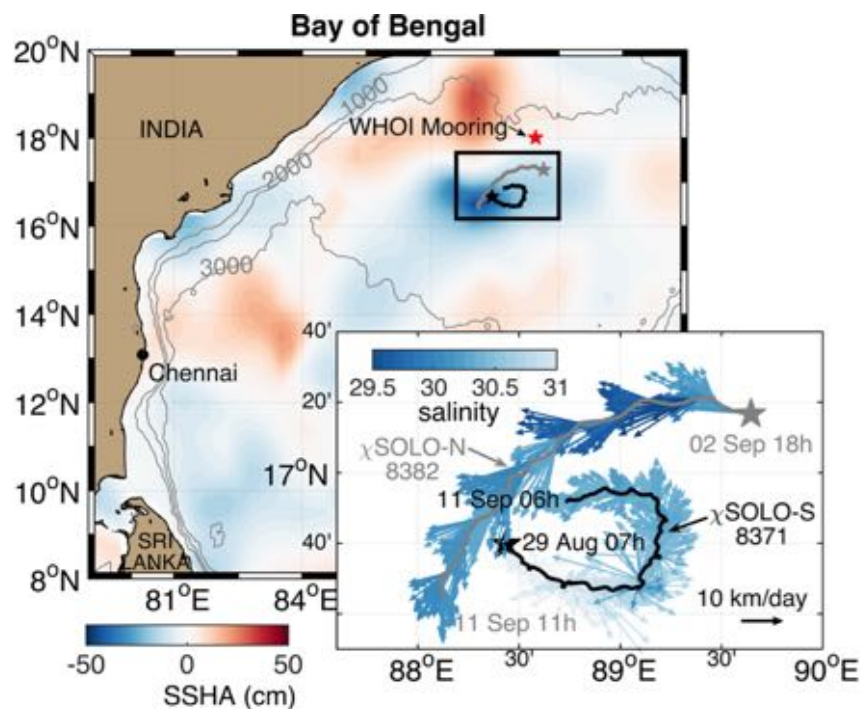 Bay of Bengal
20°N
18°N
16°N
14°N
12°N
10°N
8°N
INDIA
1000
2000
3000
WHOI Mooring
Chennai
SRI
LANKA
81°E
84°E
-50 0 50
SSHA (cm)
40'
20'
17°N
40'
29.5 30 30.5 31
salinity
χSOLO-N
8382
02 Sep 18h
11 Sep 06h
χSOLO-S
8371
29 Aug 07h
10 km/day
11 Sep 11h
88°E 30' 89°E 30' 90°E